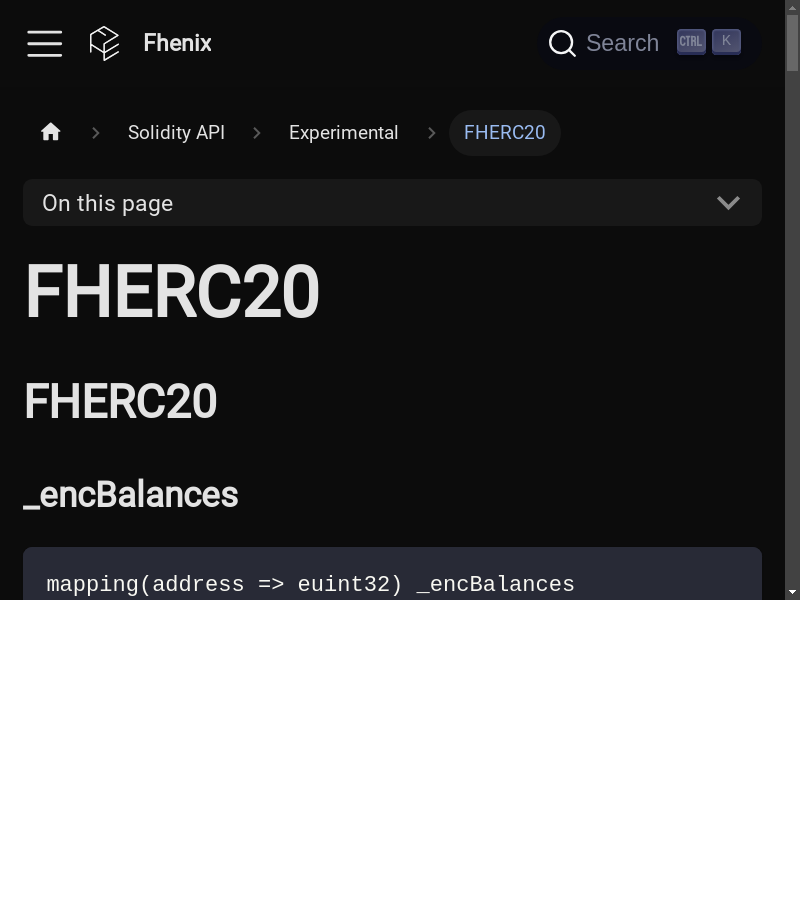 Fhenix
Search CTRL K
Solidity API Experimental FHERC20
On this page
FHERC20
FHERC20
_encBalances
mapping(address => euint32) _encBalances